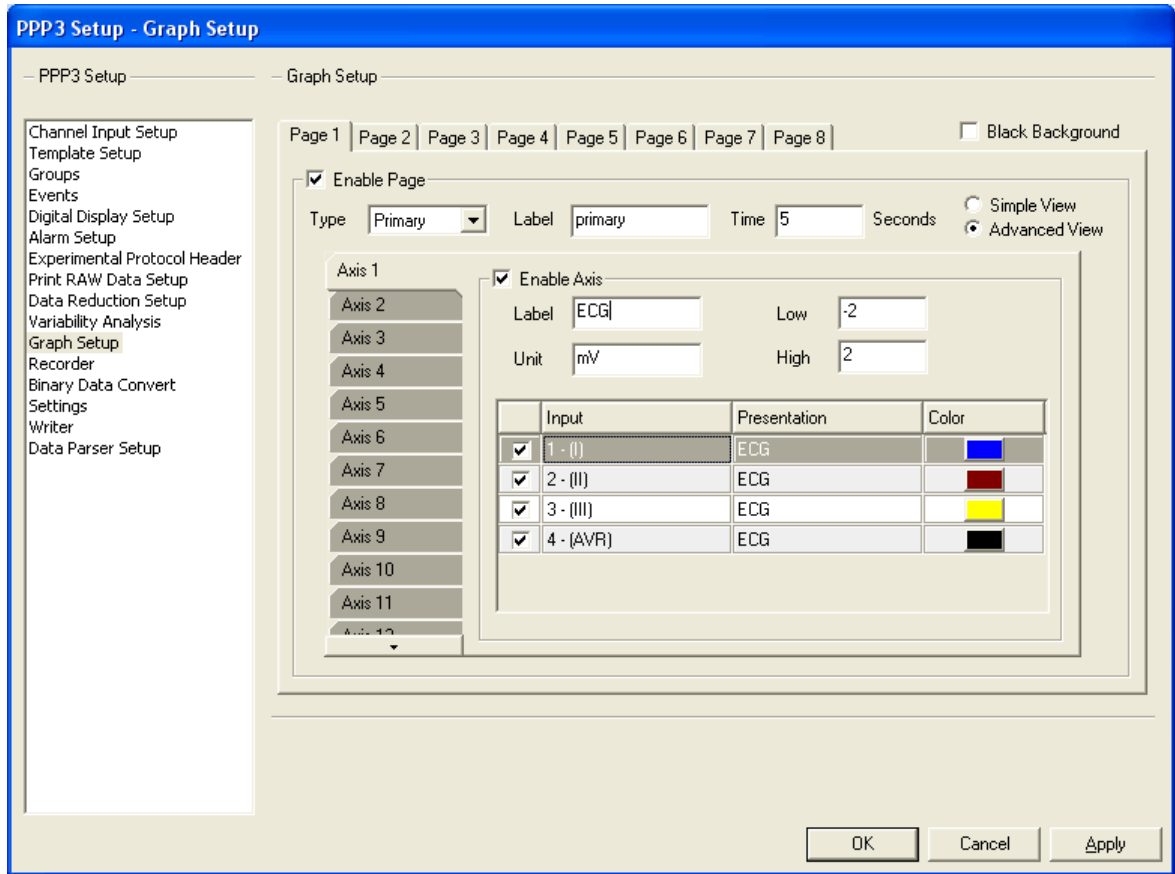 PPP3 Setup - Graph Setup
PPP3 Setup
Graph Setup
Channel Input Setup
Template Setup
Groups
Events
Digital Display Setup
Alarm Setup
Experimental Protocol Header
Print RAW Data Setup
Data Reduction Setup
Variability Analysis
Graph Setup
Recorder
Binary Data Convert
Settings
Writer
Data Parser Setup
Page 1 Page 2 Page 3 Page 4 Page 5 Page 6 Page 7 Page 8
Black Background
Enable Page
Type Primary Label primary Time 5 Seconds
Simple View
Advanced View
Axis 1
Axis 2
Axis 3
Axis 4
Axis 5
Axis 6
Axis 7
Axis 8
Axis 9
Axis 10
Axis 11
Axis 12
Enable Axis
Label ECG Low -2
Unit mV High 2
Input Presentation Color
1 - (I) ECG
2 - (II) ECG
3 - (III) ECG
4 - (AVR) ECG
OK Cancel Apply